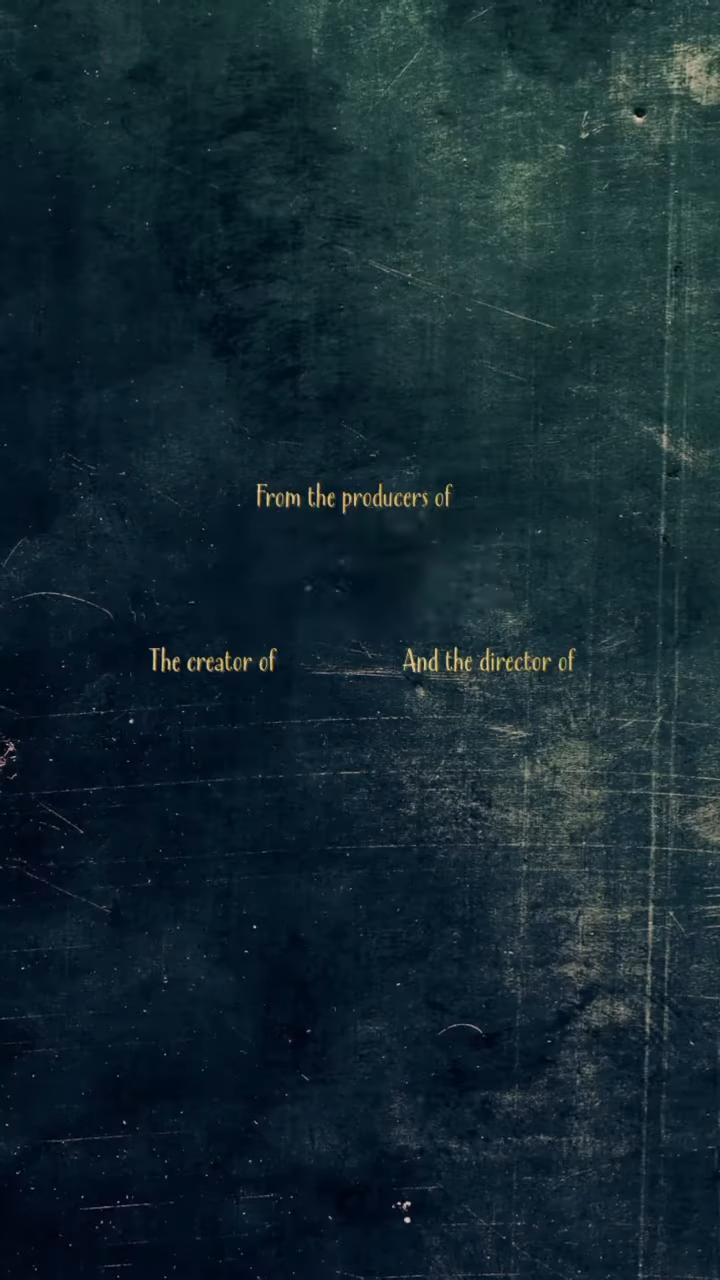 From the producers of
The creator of
And the director of